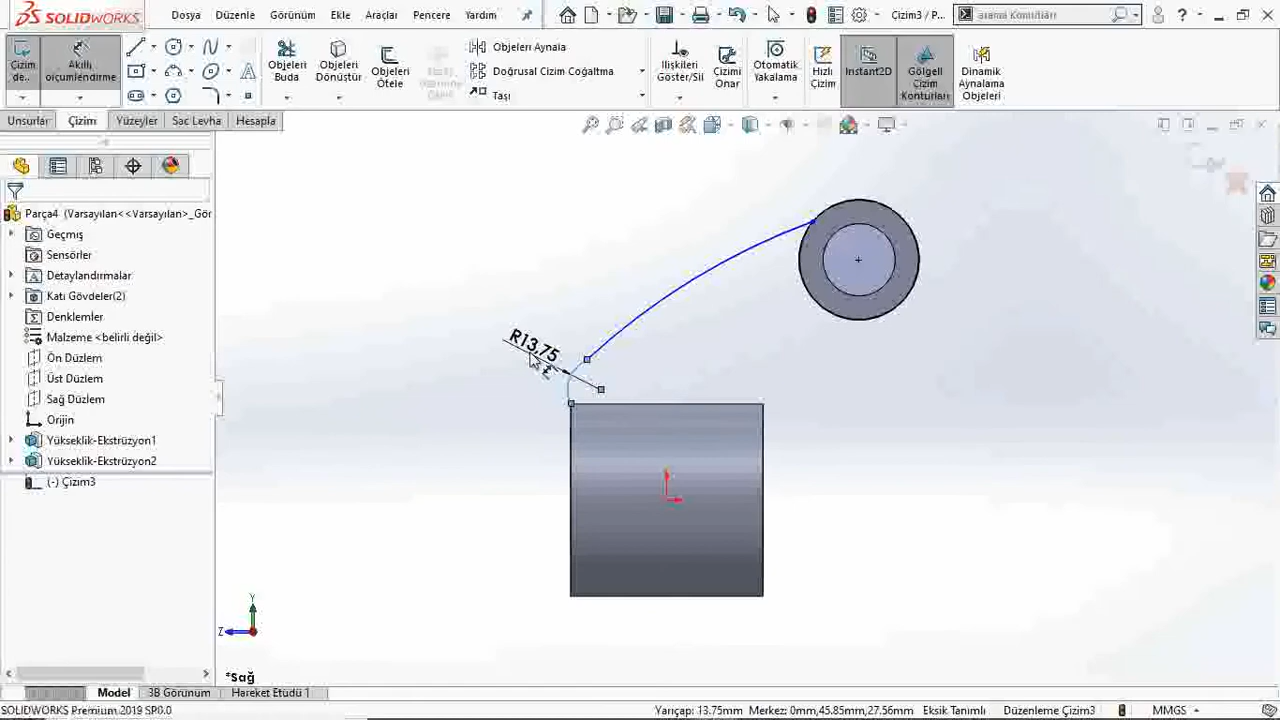 SOLIDWORKS
Dosya Düzenle Görünüm Ekle Araçlar Pencere Yardım
Çizim3 / P...
arama Komutları
Çizim de...
Akıllı ölçümlendirme
Objeleri Buda
Objeleri Dönüştür
Objeleri Ötele
Objeleri Aynala
Doğrusal Çizim Çoğaltma
Taşı
İlişkileri Göster/Sil
Çizimi Onar
Otomatik Yakalama
Hızlı Çizim
Instant2D
Gölgeli Çizim Konturları
Dinamik Aynalama Objeleri
Unsurlar Çizim Yüzeyler Sac Levha Hesapla
Parça4 (Varsayılan<<Varsayılan>_Gör
Geçmiş
Sensörler
Detaylandırmalar
Katı Gövdeler(2)
Denklemler
Malzeme <belirli değil>
Ön Düzlem
Üst Düzlem
Sağ Düzlem
Orijin
Yükseklik-Ekstrüzyon1
Yükseklik-Ekstrüzyon2
(-) Çizim3
R13,75
Y
Z
*Sağ
Model 3B Görünüm Hareket Etüdü 1
SOLIDWORKS Premium 2019 SP0.0 Yarıçap: 13.75mm Merkez: 0mm,45.85mm,27.56mm Eksik Tanımlı Düzenleme Çizim3 MMGS